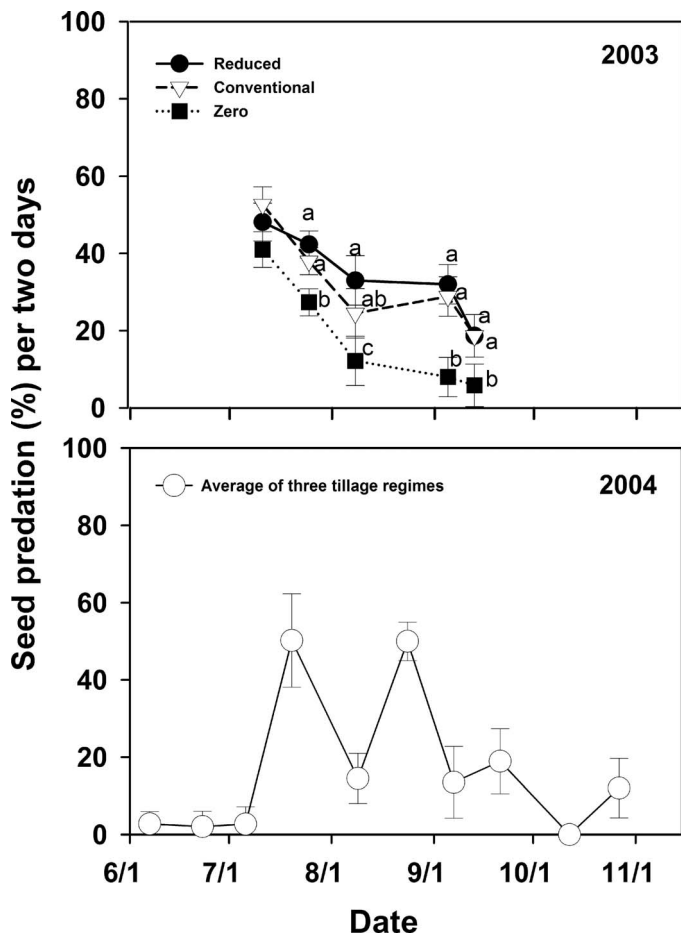 Seed predation (%) per two days
100
80
60
40
20
0
2003
Reduced
Conventional
Zero
a
a
a
a
a
ab
a
a
b
c
b
b
100
80
60
40
20
0
2004
Average of three tillage regimes
6/1 7/1 8/1 9/1 10/1 11/1
Date